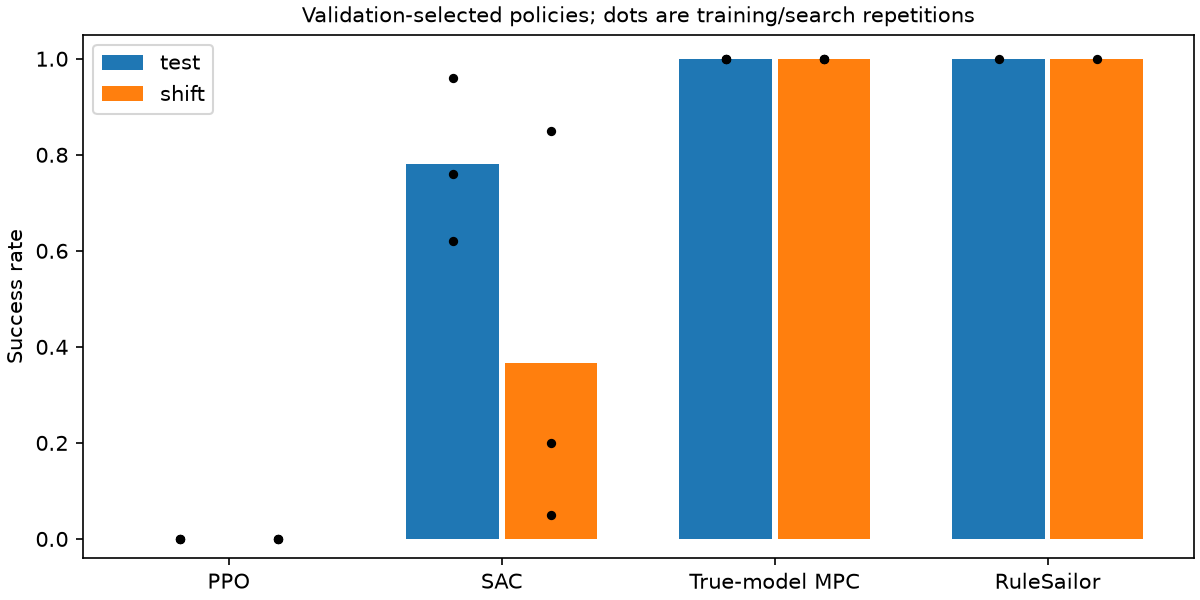 Validation-selected policies; dots are training/search repetitions
test
shift
Success rate
1.0
0.8
0.6
0.4
0.2
0.0
PPO
SAC
True-model MPC
RuleSailor